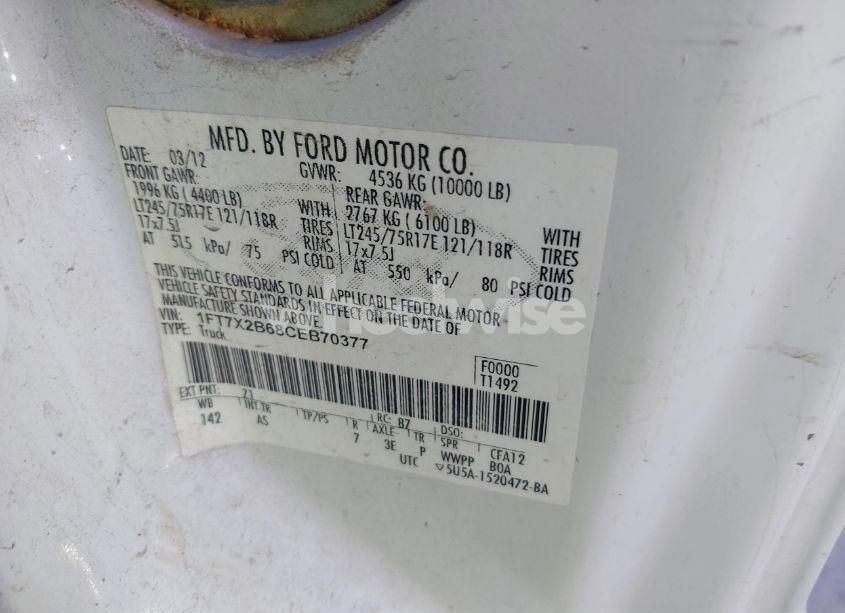 MFD. BY FORD MOTOR CO.
DATE: 03/12 GVWR: 4536 KG (10000 LB)
FRONT GAWR: REAR GAWR:
1996 KG (4400 LB) WITH 2767 KG (6100 LB) WITH
LT245/75R17E 121/118R TIRES LT245/75R17E 121/118R TIRES
17x7.5J RIMS 17x7.5J RIMS
AT 515 kPa/ 75 PSI COLD AT 550 kPa/ 80 PSI COLD
THIS VEHICLE CONFORMS TO ALL APPLICABLE FEDERAL MOTOR
VEHICLE SAFETY STANDARDS IN EFFECT ON THE DATE OF
MANUFACTURE SHOWN ABOVE.
VIN: 1FT7X2B68CEB70377
TYPE: Truck
F0000
T1492
EXT PNT: Z1 RC: B7 DSO:
WB INT TR TP/PS R AXLE TR SPR CFA12
142 AS 7 3E P WWPP BOA
UTC ▽5U5A-1520472-BA